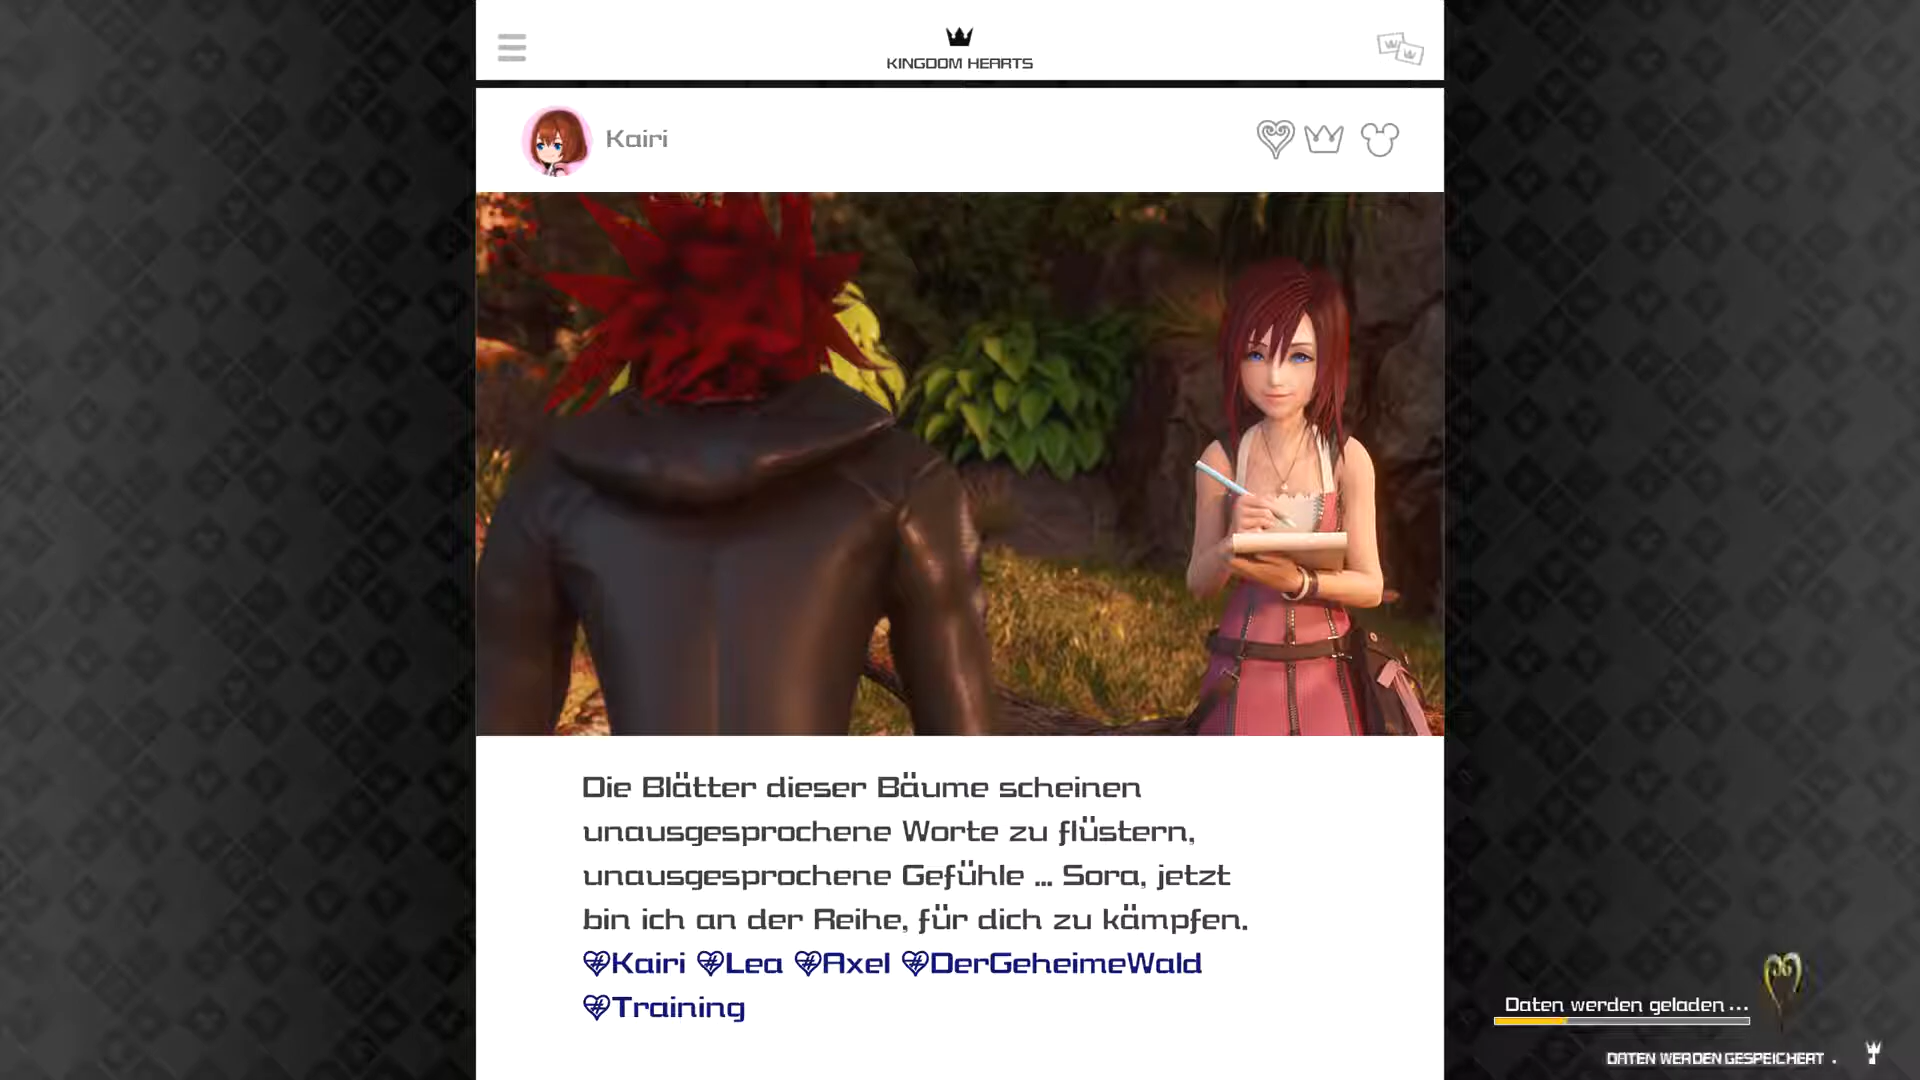 KINGDOM HEARTS
Kairi
Die Blätter dieser Bäume scheinen
unausgesprochene Worte zu flüstern,
unausgesprochene Gefühle ... Sora, jetzt
bin ich an der Reihe, für dich zu kämpfen.
#Kairi #Lea #Axel #DerGeheimeWald
#Training
Daten werden geladen ...
DATEN WERDEN GESPEICHERT .